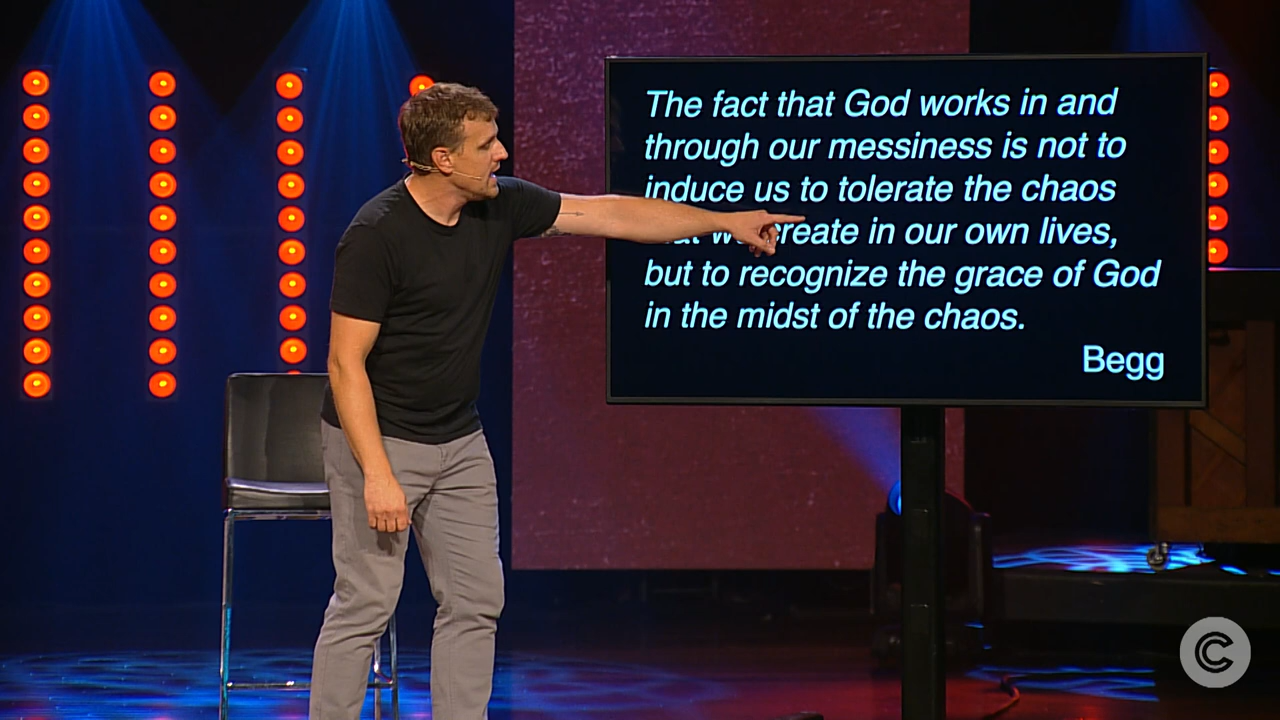 The fact that God works in and
through our messiness is not to
induce us to tolerate the chaos
create in our own lives,
but to recognize the grace of God
in the midst of the chaos.
Begg